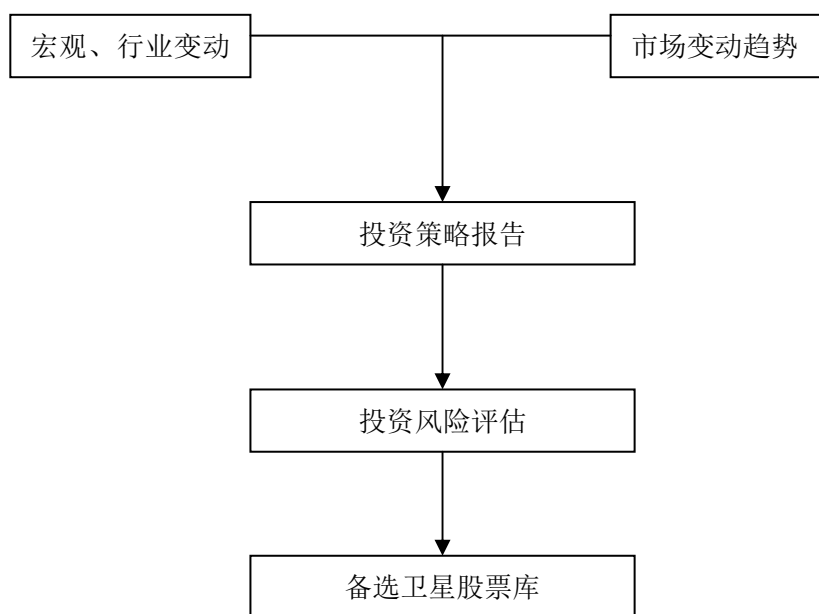 宏观、行业变动
市场变动趋势
投资策略报告
投资风险评估
备选卫星股票库